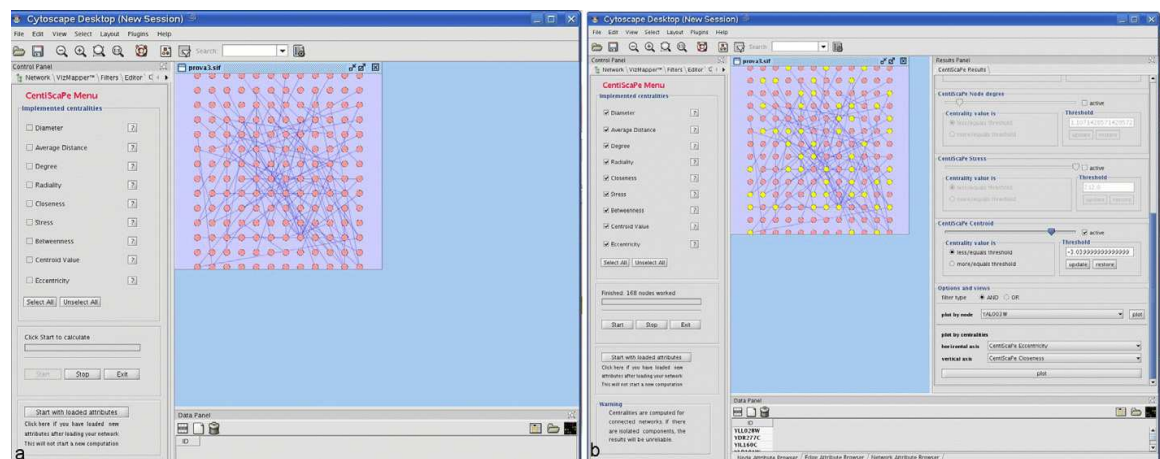 Cytoscape Desktop (New Session)
File Edit View Select Layout Plugins Help
Search:
Control Panel
Network VizMapper™ Filters Editor C
CentiScaPe Menu
Implemented centralities
Diameter ?
Average Distance ?
Degree ?
Radiality ?
Closeness ?
Stress ?
Betweenness ?
Centroid Value ?
Eccentricity ?
Select All Unselect All
Click Start to calculate
Start Stop Exit
Start with loaded attributes
Click here if you have loaded new
attributes after loading your network
This will not start a new computation
prova3.sif
Data Panel
ID
a
Cytoscape Desktop (New Session)
File Edit View Select Layout Plugins Help
Search:
Control Panel
Network VizMapper™ Filters Editor C
CentiScaPe Menu
Implemented centralities
Diameter ?
Average Distance ?
Degree ?
Radiality ?
Closeness ?
Stress ?
Betweenness ?
Centroid Value ?
Eccentricity ?
Select All Unselect All
Finished: 168 nodes worked
Start Stop Exit
Start with loaded attributes
Click here if you have loaded new
attributes after loading your network
This will not start a new computation
Warning
Centralities are computed for
connected networks. if there
are isolated components, the
results will be unreliable.
b
prova3.sif
Results Panel
CentiScaPe Results
CentiScaPe Node degree
active
Centrality value is
less/equals threshold
more/equals threshold
Threshold
update restore
CentiScaPe Stress
active
Centrality value is
less/equals threshold
more/equals threshold
Threshold
update restore
CentiScaPe Centroid
active
Centrality value is
less/equals threshold
more/equals threshold
Threshold
update restore
Options and views
filter type AND OR
plot by node YAL003W plot
plot by centralities
horizontal axis CentiScaPe Eccentricity
vertical axis CentiScaPe Closeness
plot
Data Panel
ID
YLL028W
YDR277C
YIL160C
Node Attribute Browser Edge Attribute Browser Network Attribute Browser